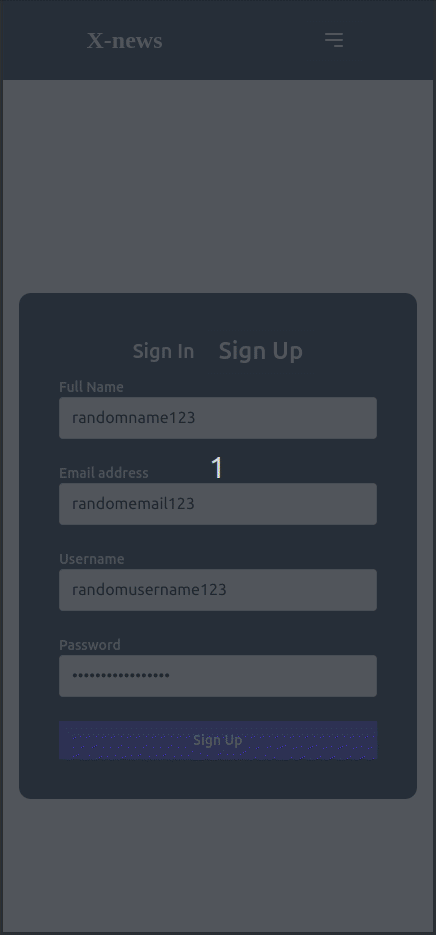 X-news
Sign In Sign Up
Full Name
randomname123
1
Email address
randomemail123
Username
randomusername123
Password
•••••••••••••••••
Sign Up